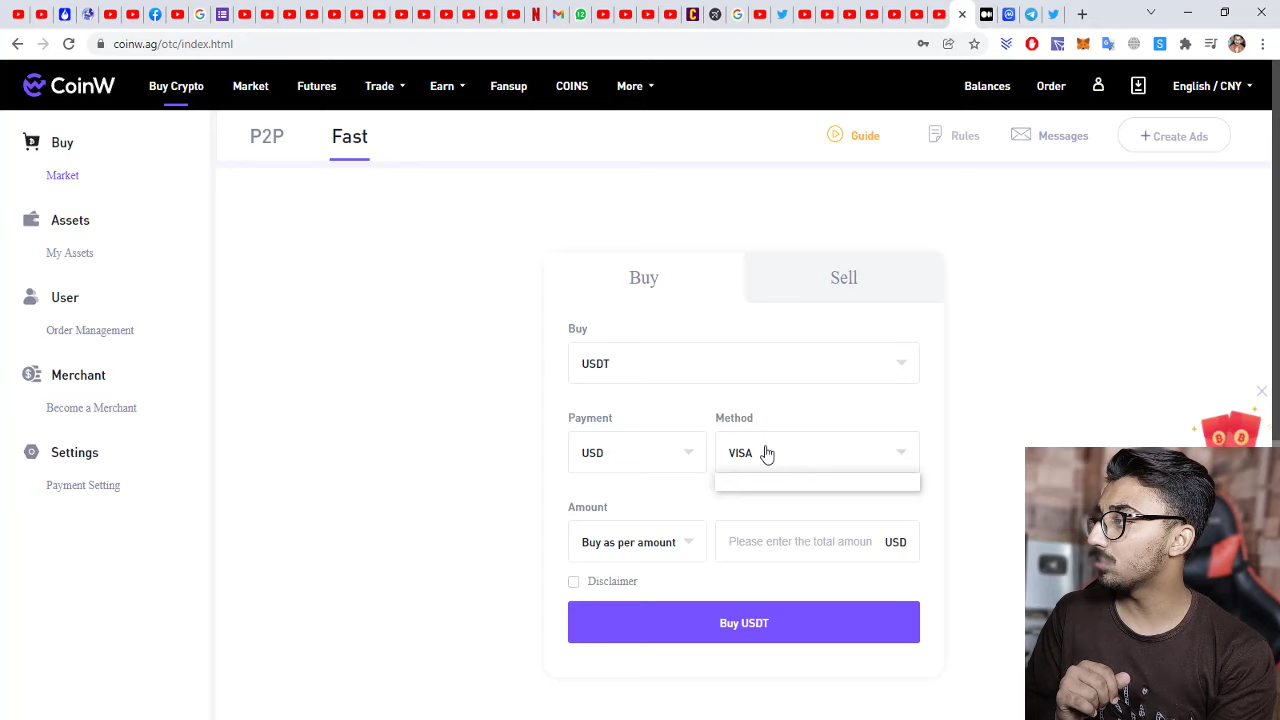 coinw.ag/otc/index.html
CoinW
Buy Crypto
Market
Futures
Trade
Earn
Fansup
COINS
More
Balances
Order
English / CNY
Buy
Market
Assets
My Assets
User
Order Management
Merchant
Become a Merchant
Settings
Payment Setting
P2P
Fast
Guide
Rules
Messages
+ Create Ads
Buy
Sell
Buy
USDT
Payment
Method
USD
VISA
Amount
Buy as per amount
Please enter the total amoun
USD
Disclaimer
Buy USDT